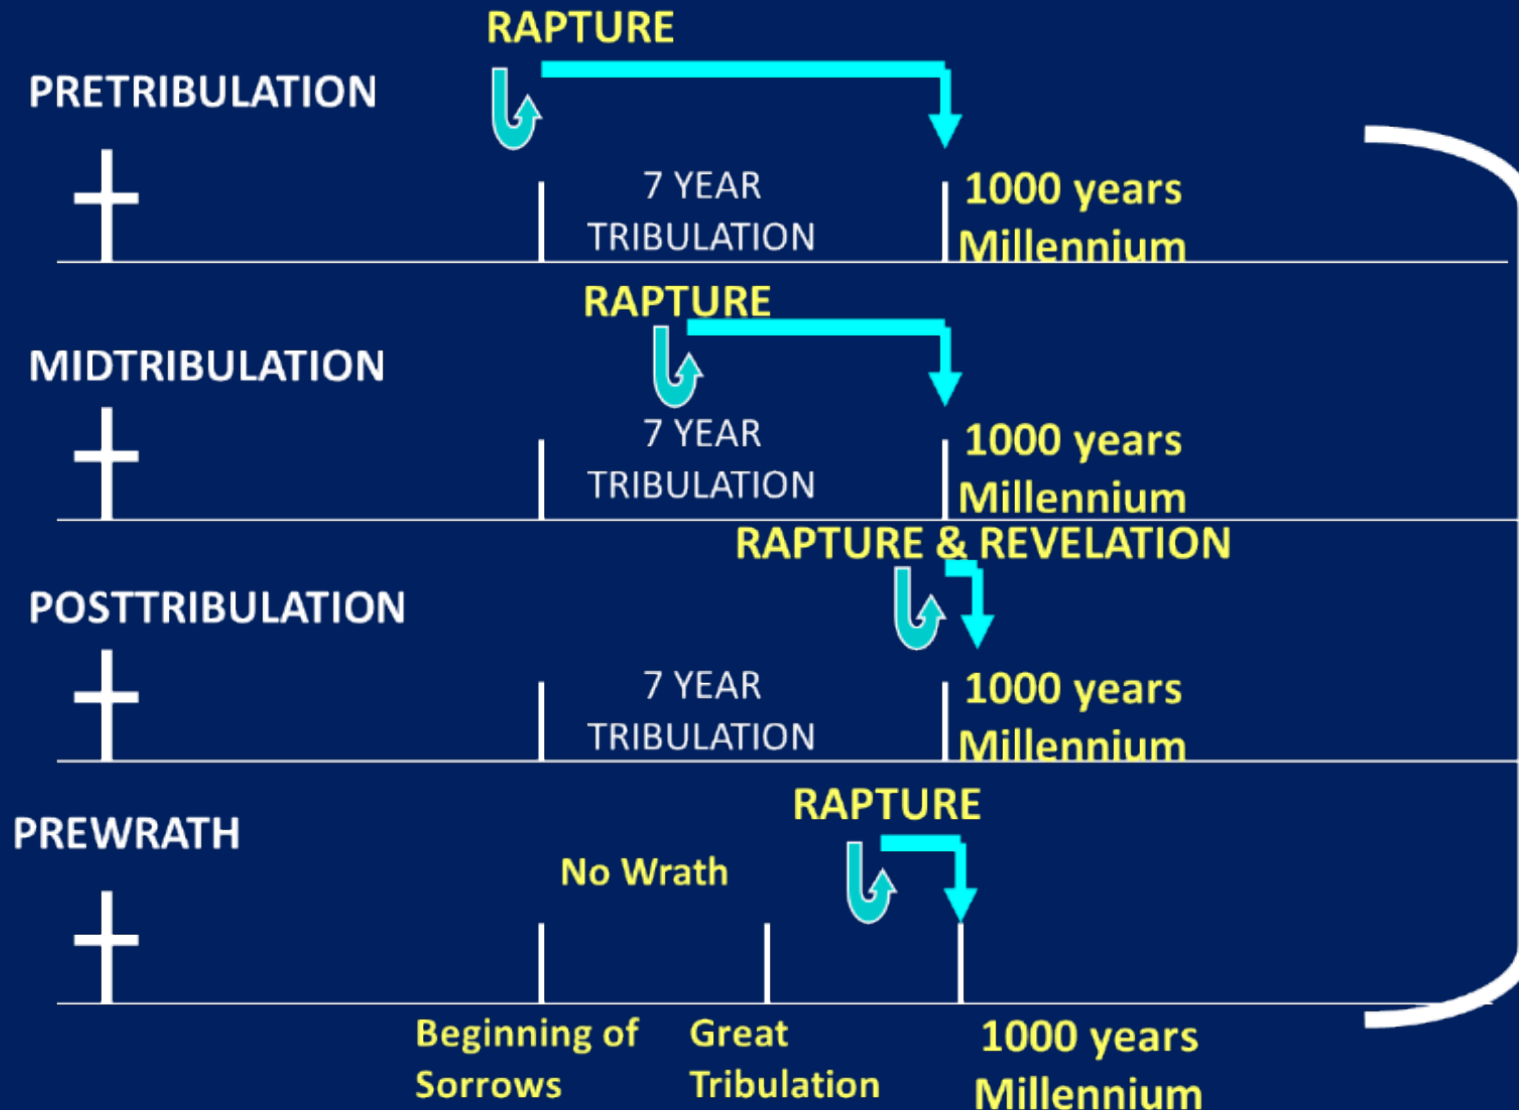 RAPTURE
PRETRIBULATION
7 YEAR
TRIBULATION
1000 years
Millennium
RAPTURE
MIDTRIBULATION
7 YEAR
TRIBULATION
1000 years
Millennium
RAPTURE & REVELATION
POSTTRIBULATION
7 YEAR
TRIBULATION
1000 years
Millennium
RAPTURE
PREWRATH
No Wrath
Beginning of
Sorrows
Great
Tribulation
1000 years
Millennium